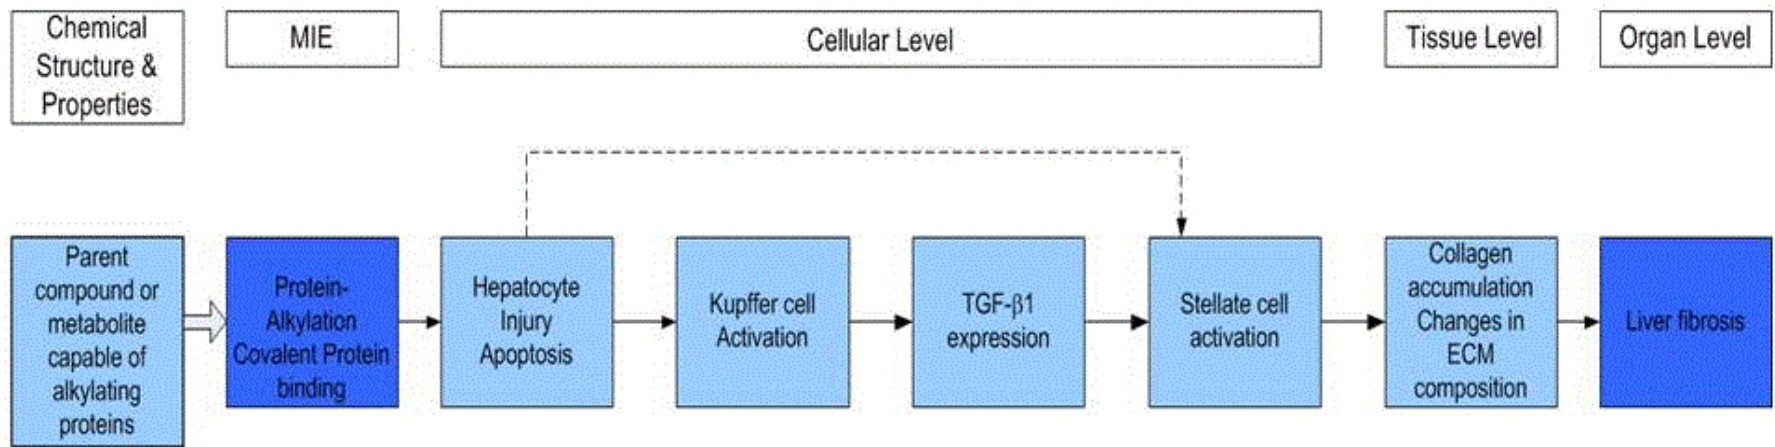 Chemical
Structure &
Properties
MIE
Cellular Level
Tissue Level
Organ Level
Parent
compound or
metabolite
capable of
alkylating
proteins
Protein-
Alkylation
Covalent Protein
binding
Hepatocyte
Injury
Apoptosis
Kupffer cell
Activation
TGF-β1
expression
Stellate cell
activation
Collagen
accumulation
Changes in
ECM
composition
Liver fibrosis